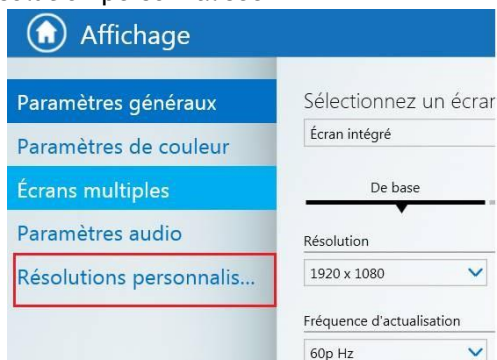 Affichage
Paramètres généraux
Paramètres de couleur
Écrans multiples
Paramètres audio
Résolutions personnalis...
Sélectionnez un écran
Écran intégré
De base
Résolution
1920 x 1080
Fréquence d'actualisation
60p Hz